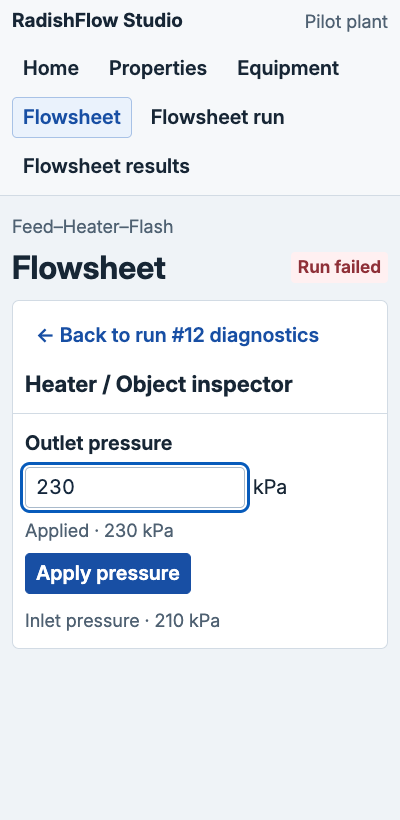 RadishFlow Studio Pilot plant
Home Properties Equipment
Flowsheet Flowsheet run
Flowsheet results
Feed–Heater–Flash
Flowsheet Run failed
← Back to run #12 diagnostics
Heater / Object inspector
Outlet pressure
230 kPa
Applied · 230 kPa
Apply pressure
Inlet pressure · 210 kPa